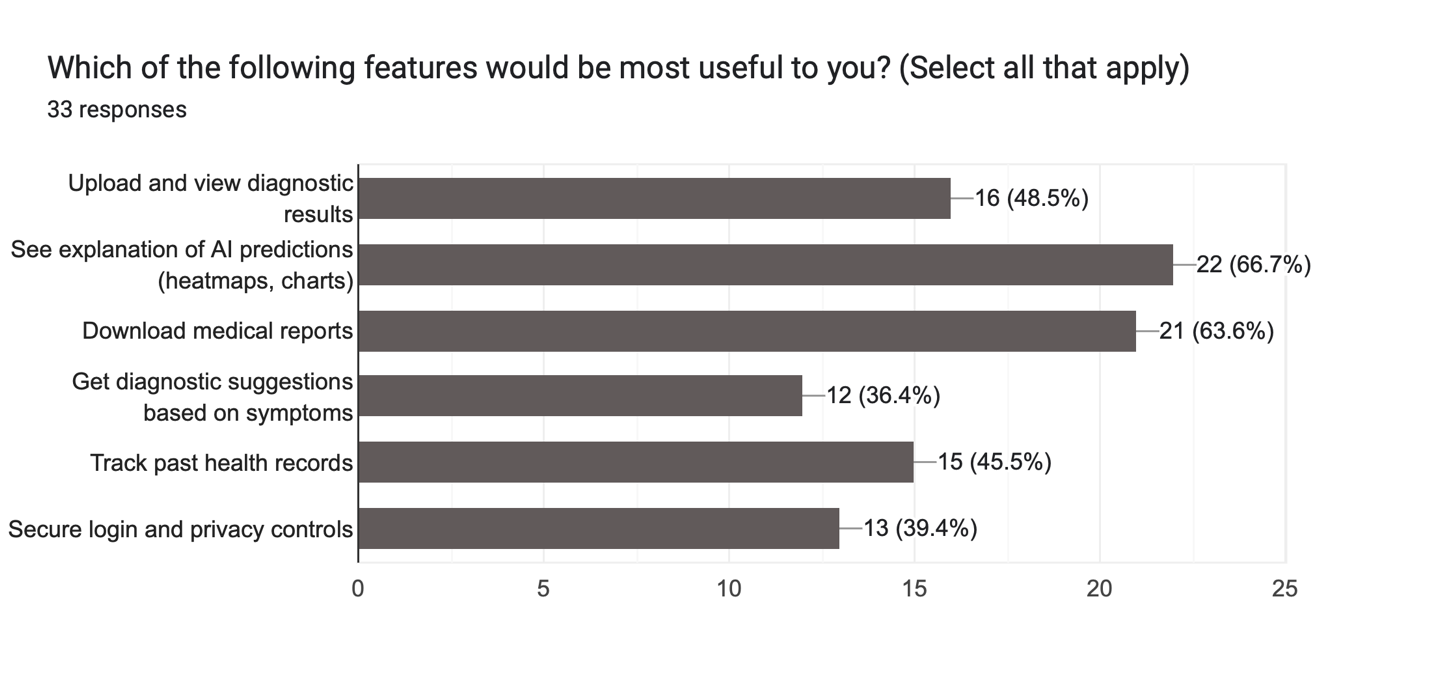 Which of the following features would be most useful to you? (Select all that apply)
33 responses
Upload and view diagnostic
results
16 (48.5%)
See explanation of AI predictions
(heatmaps, charts)
22 (66.7%)
Download medical reports
21 (63.6%)
Get diagnostic suggestions
based on symptoms
12 (36.4%)
Track past health records
15 (45.5%)
Secure login and privacy controls
13 (39.4%)
0 5 10 15 20 25